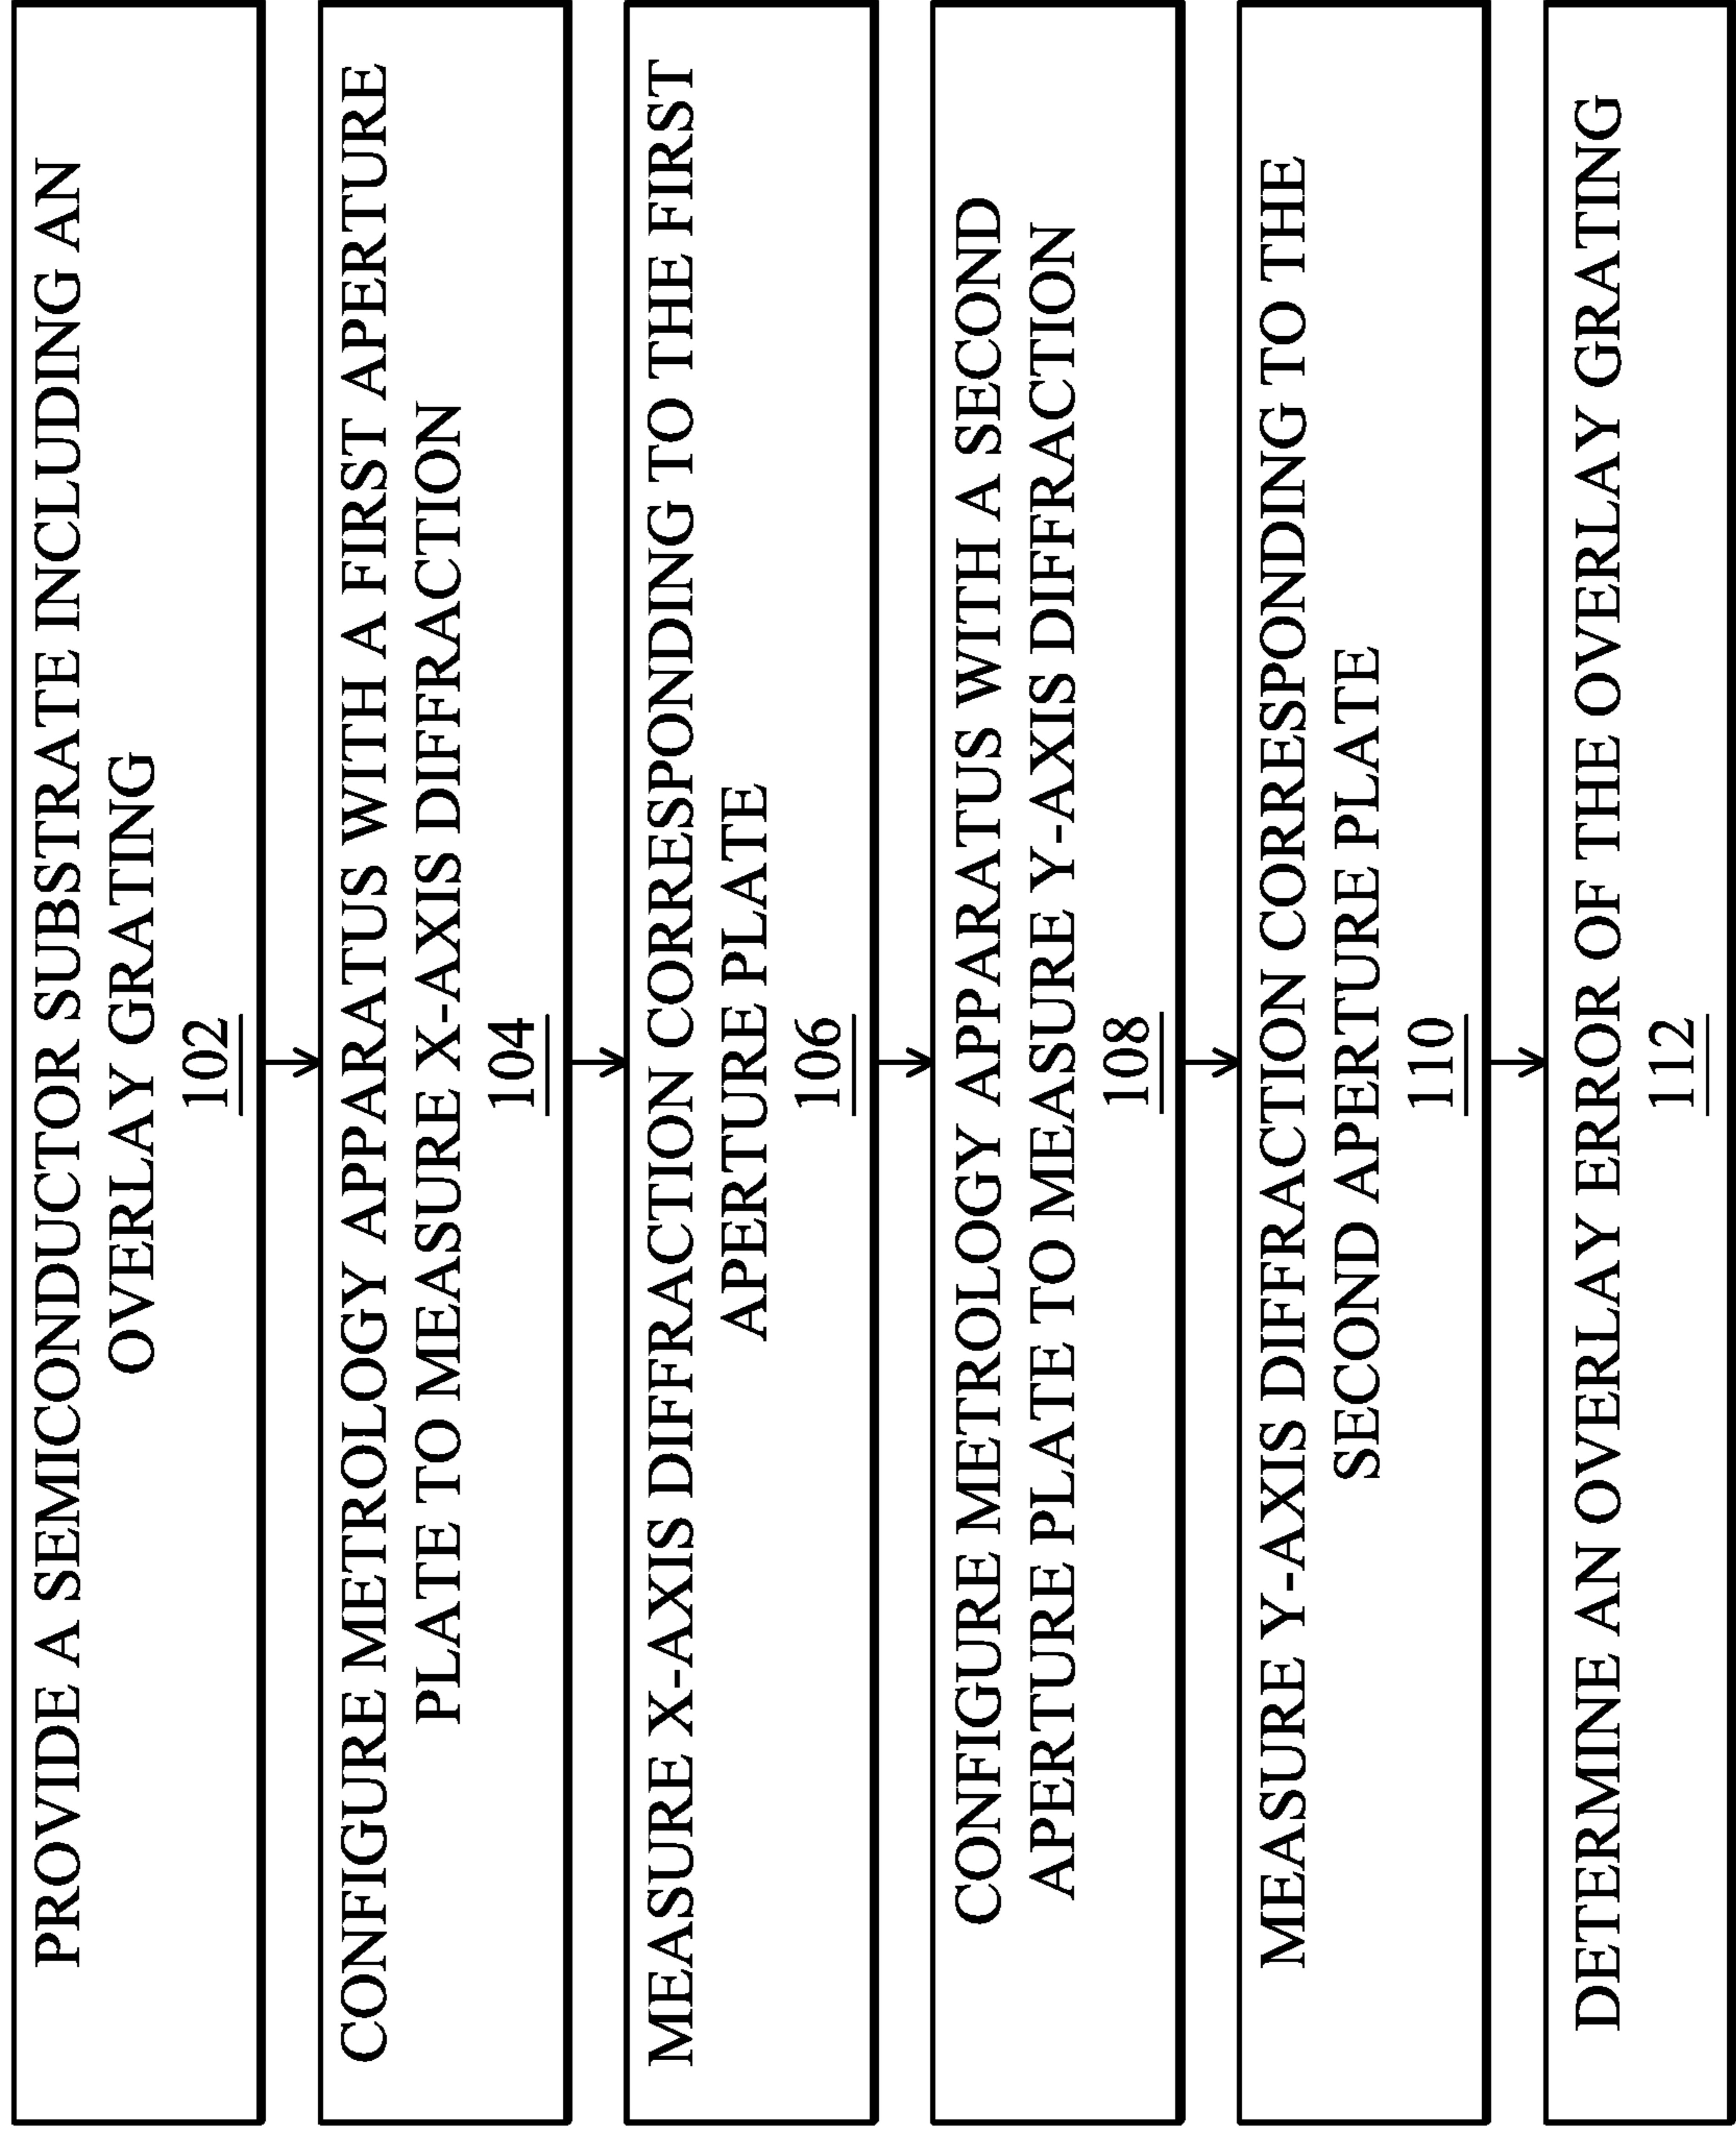 PROVIDE A SEMICONDUCTOR SUBSTRATE INCLUDING AN
OVERLAY GRATING
102
CONFIGURE METROLOGY APPARATUS WITH A FIRST APERTURE
PLATE TO MEASURE X-AXIS DIFFRACTION
104
MEASURE X-AXIS DIFFRACTION CORRESPONDING TO THE FIRST
APERTURE PLATE
106
CONFIGURE METROLOGY APPARATUS WITH A SECOND
APERTURE PLATE TO MEASURE Y-AXIS DIFFRACTION
108
MEASURE Y-AXIS DIFFRACTION CORRESPONDING TO THE
SECOND APERTURE PLATE
110
DETERMINE AN OVERLAY ERROR OF THE OVERLAY GRATING
112